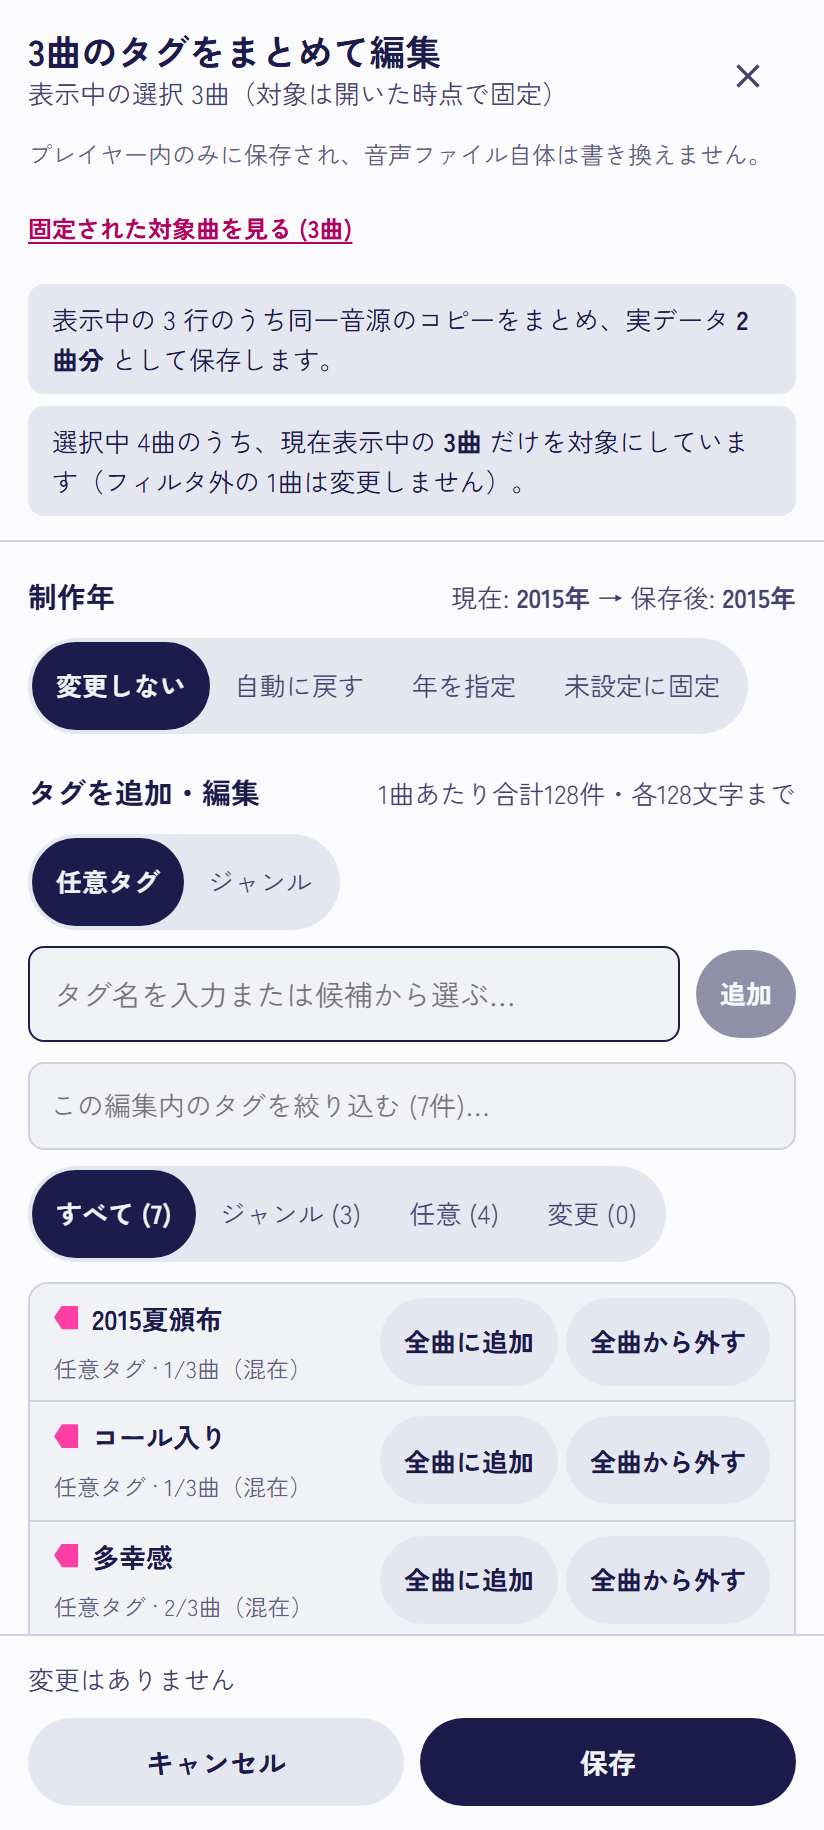 3曲のタグをまとめて編集
表示中の選択 3曲（対象は開いた時点で固定）
プレイヤー内のみに保存され、音声ファイル自体は書き換えません。
固定された対象曲を見る (3曲)
表示中の 3 行のうち同一音源のコピーをまとめ、実データ 2
曲分 として保存します。
選択中 4曲のうち、現在表示中の 3曲 だけを対象にしていま
す（フィルタ外の 1曲は変更しません）。
制作年 現在: 2015年 → 保存後: 2015年
変更しない 自動に戻す 年を指定 未設定に固定
タグを追加・編集 1曲あたり合計128件・各128文字まで
任意タグ ジャンル
タグ名を入力または候補から選ぶ… 追加
この編集内のタグを絞り込む (7件)…
すべて (7) ジャンル (3) 任意 (4) 変更 (0)
2015夏頒布 全曲に追加 全曲から外す
任意タグ · 1/3曲（混在）
コール入り 全曲に追加 全曲から外す
任意タグ · 1/3曲（混在）
多幸感 全曲に追加 全曲から外す
任意タグ · 2/3曲（混在）
変更はありません
キャンセル 保存